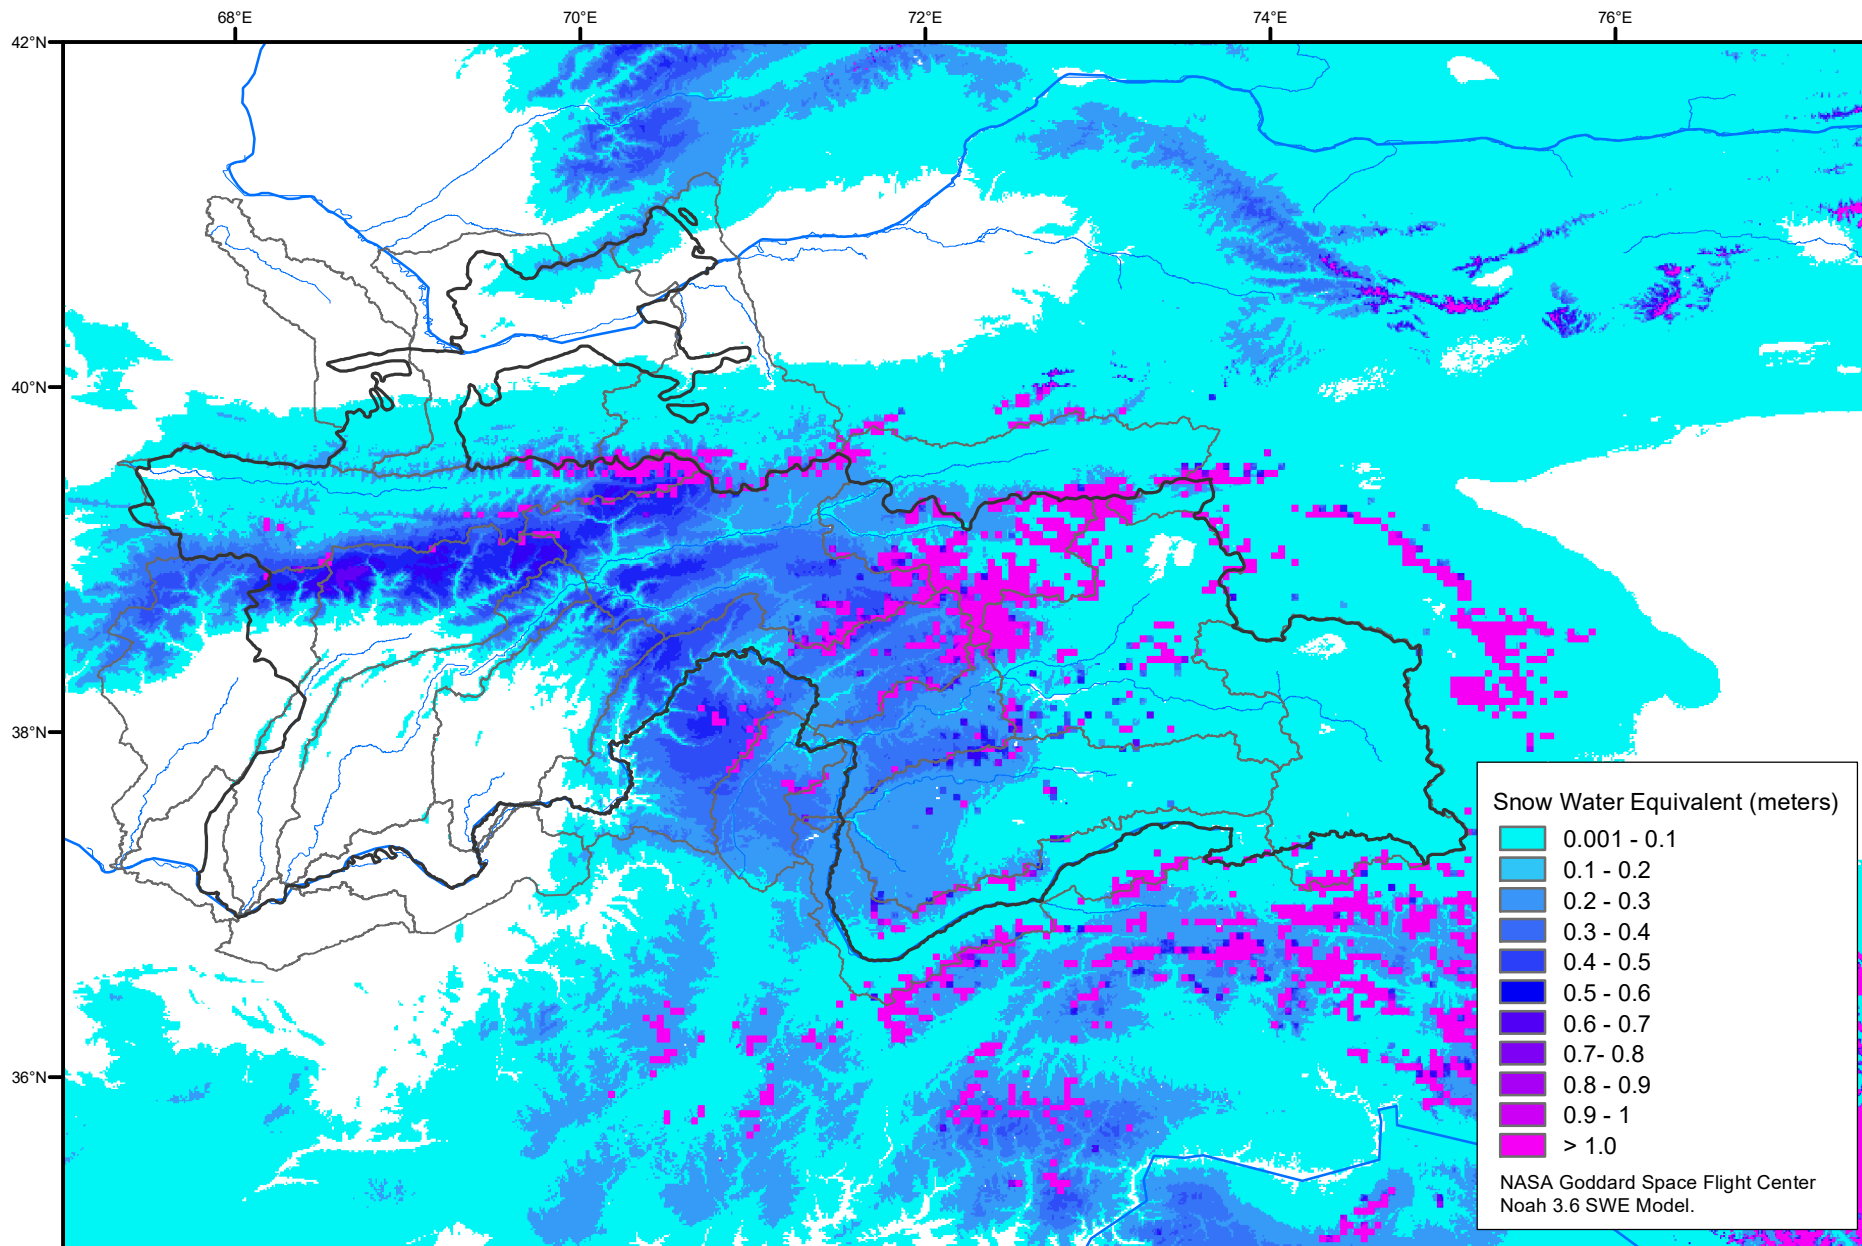 68°E 70°E 72°E 74°E 76°E
42°N
40°N
38°N
36°N
Snow Water Equivalent (meters)
0.001 - 0.1
0.1 - 0.2
0.2 - 0.3
0.3 - 0.4
0.4 - 0.5
0.5 - 0.6
0.6 - 0.7
0.7- 0.8
0.8 - 0.9
0.9 - 1
> 1.0
NASA Goddard Space Flight Center
Noah 3.6 SWE Model.